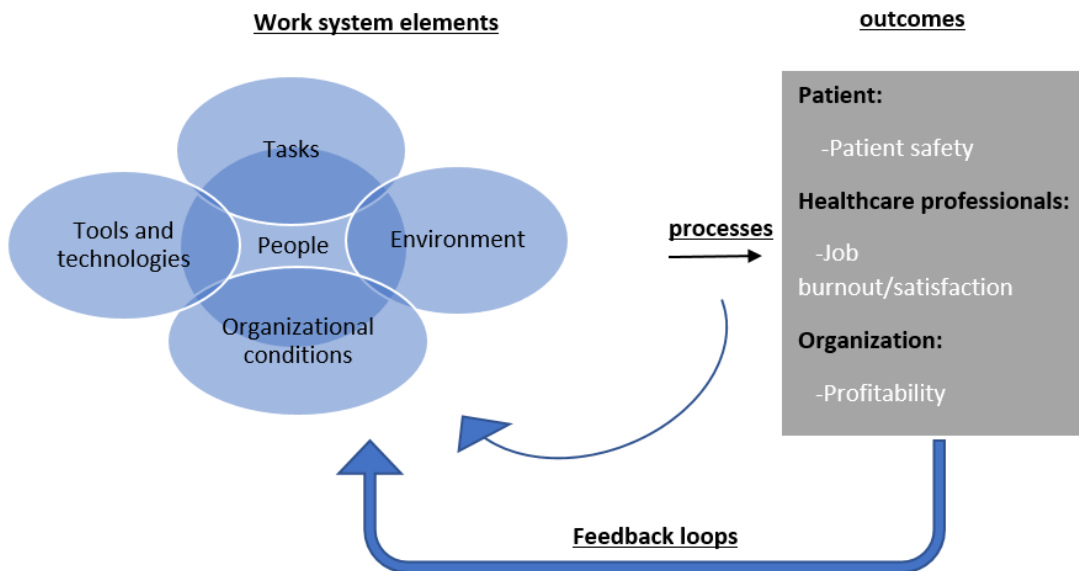 Work system elements
outcomes
Tasks
Tools and
technologies
People
Environment
Organizational
conditions
processes
Patient:
-Patient safety
Healthcare professionals:
-Job
burnout/satisfaction
Organization:
-Profitability
Feedback loops